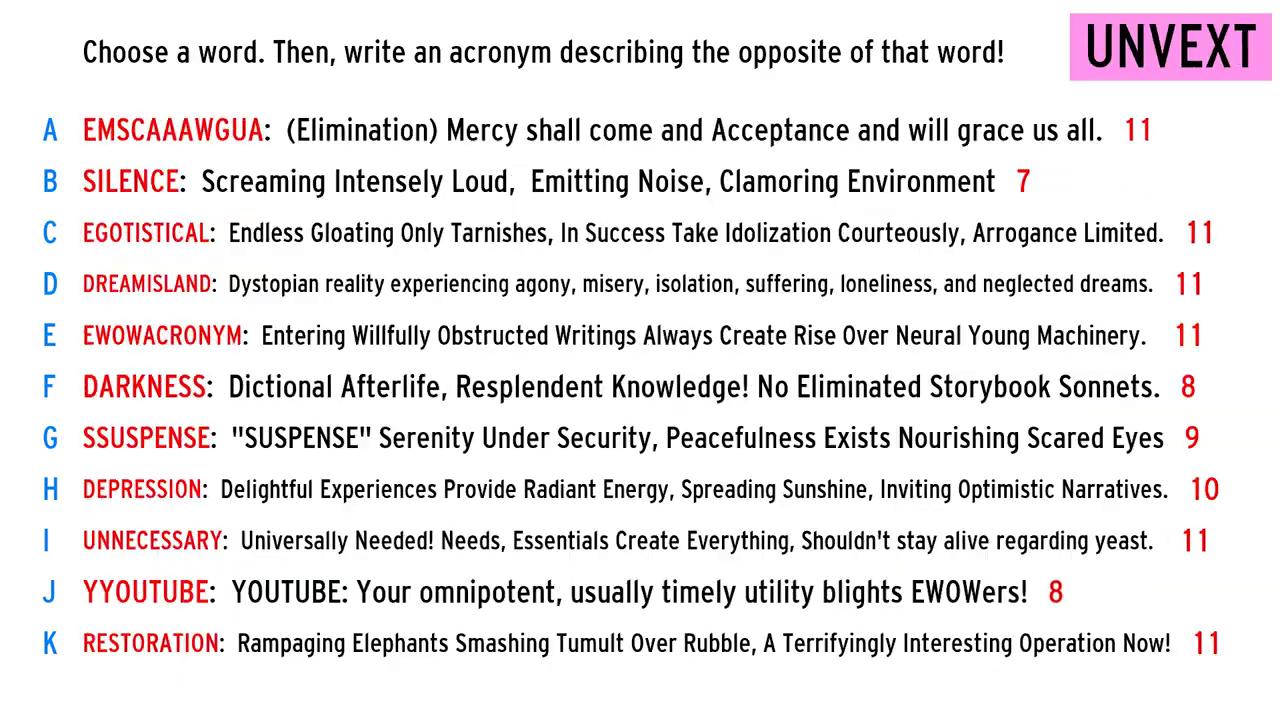 Choose a word. Then, write an acronym describing the opposite of that word!
UNVEXT
A EMSCAAAWGUA: (Elimination) Mercy shall come and Acceptance and will grace us all. 11
B SILENCE: Screaming Intensely Loud, Emitting Noise, Clamoring Environment 7
C EGOTISTICAL: Endless Gloating Only Tarnishes, In Success Take Idolization Courteously, Arrogance Limited. 11
D DREAMISLAND: Dystopian reality experiencing agony, misery, isolation, suffering, loneliness, and neglected dreams. 11
E EWOWACRONYM: Entering Willfully Obstructed Writings Always Create Rise Over Neural Young Machinery. 11
F DARKNESS: Dictional Afterlife, Resplendent Knowledge! No Eliminated Storybook Sonnets. 8
G SSUSPENSE: "SUSPENSE" Serenity Under Security, Peacefulness Exists Nourishing Scared Eyes 9
H DEPRESSION: Delightful Experiences Provide Radiant Energy, Spreading Sunshine, Inviting Optimistic Narratives. 10
I UNNECESSARY: Universally Needed! Needs, Essentials Create Everything, Shouldn't stay alive regarding yeast. 11
J YYOUTUBE: YOUTUBE: Your omnipotent, usually timely utility blights EWOWers! 8
K RESTORATION: Rampaging Elephants Smashing Tumult Over Rubble, A Terrifyingly Interesting Operation Now! 11